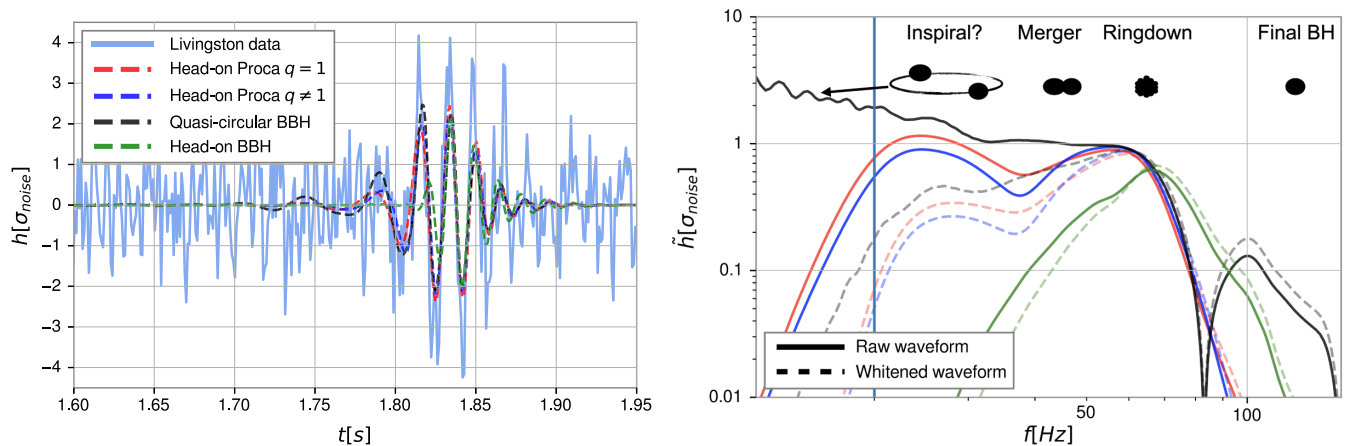 4
3
2
1
0
−1
−2
−3
−4
h[σnoise]
Livingston data
Head-on Proca q = 1
Head-on Proca q ≠ 1
Quasi-circular BBH
Head-on BBH
1.60 1.65 1.70 1.75 1.80 1.85 1.90 1.95
t[s]
10
1
0.1
0.01
h̃[σnoise]
Inspiral? Merger Ringdown Final BH
Raw waveform
Whitened waveform
50 100
f[Hz]